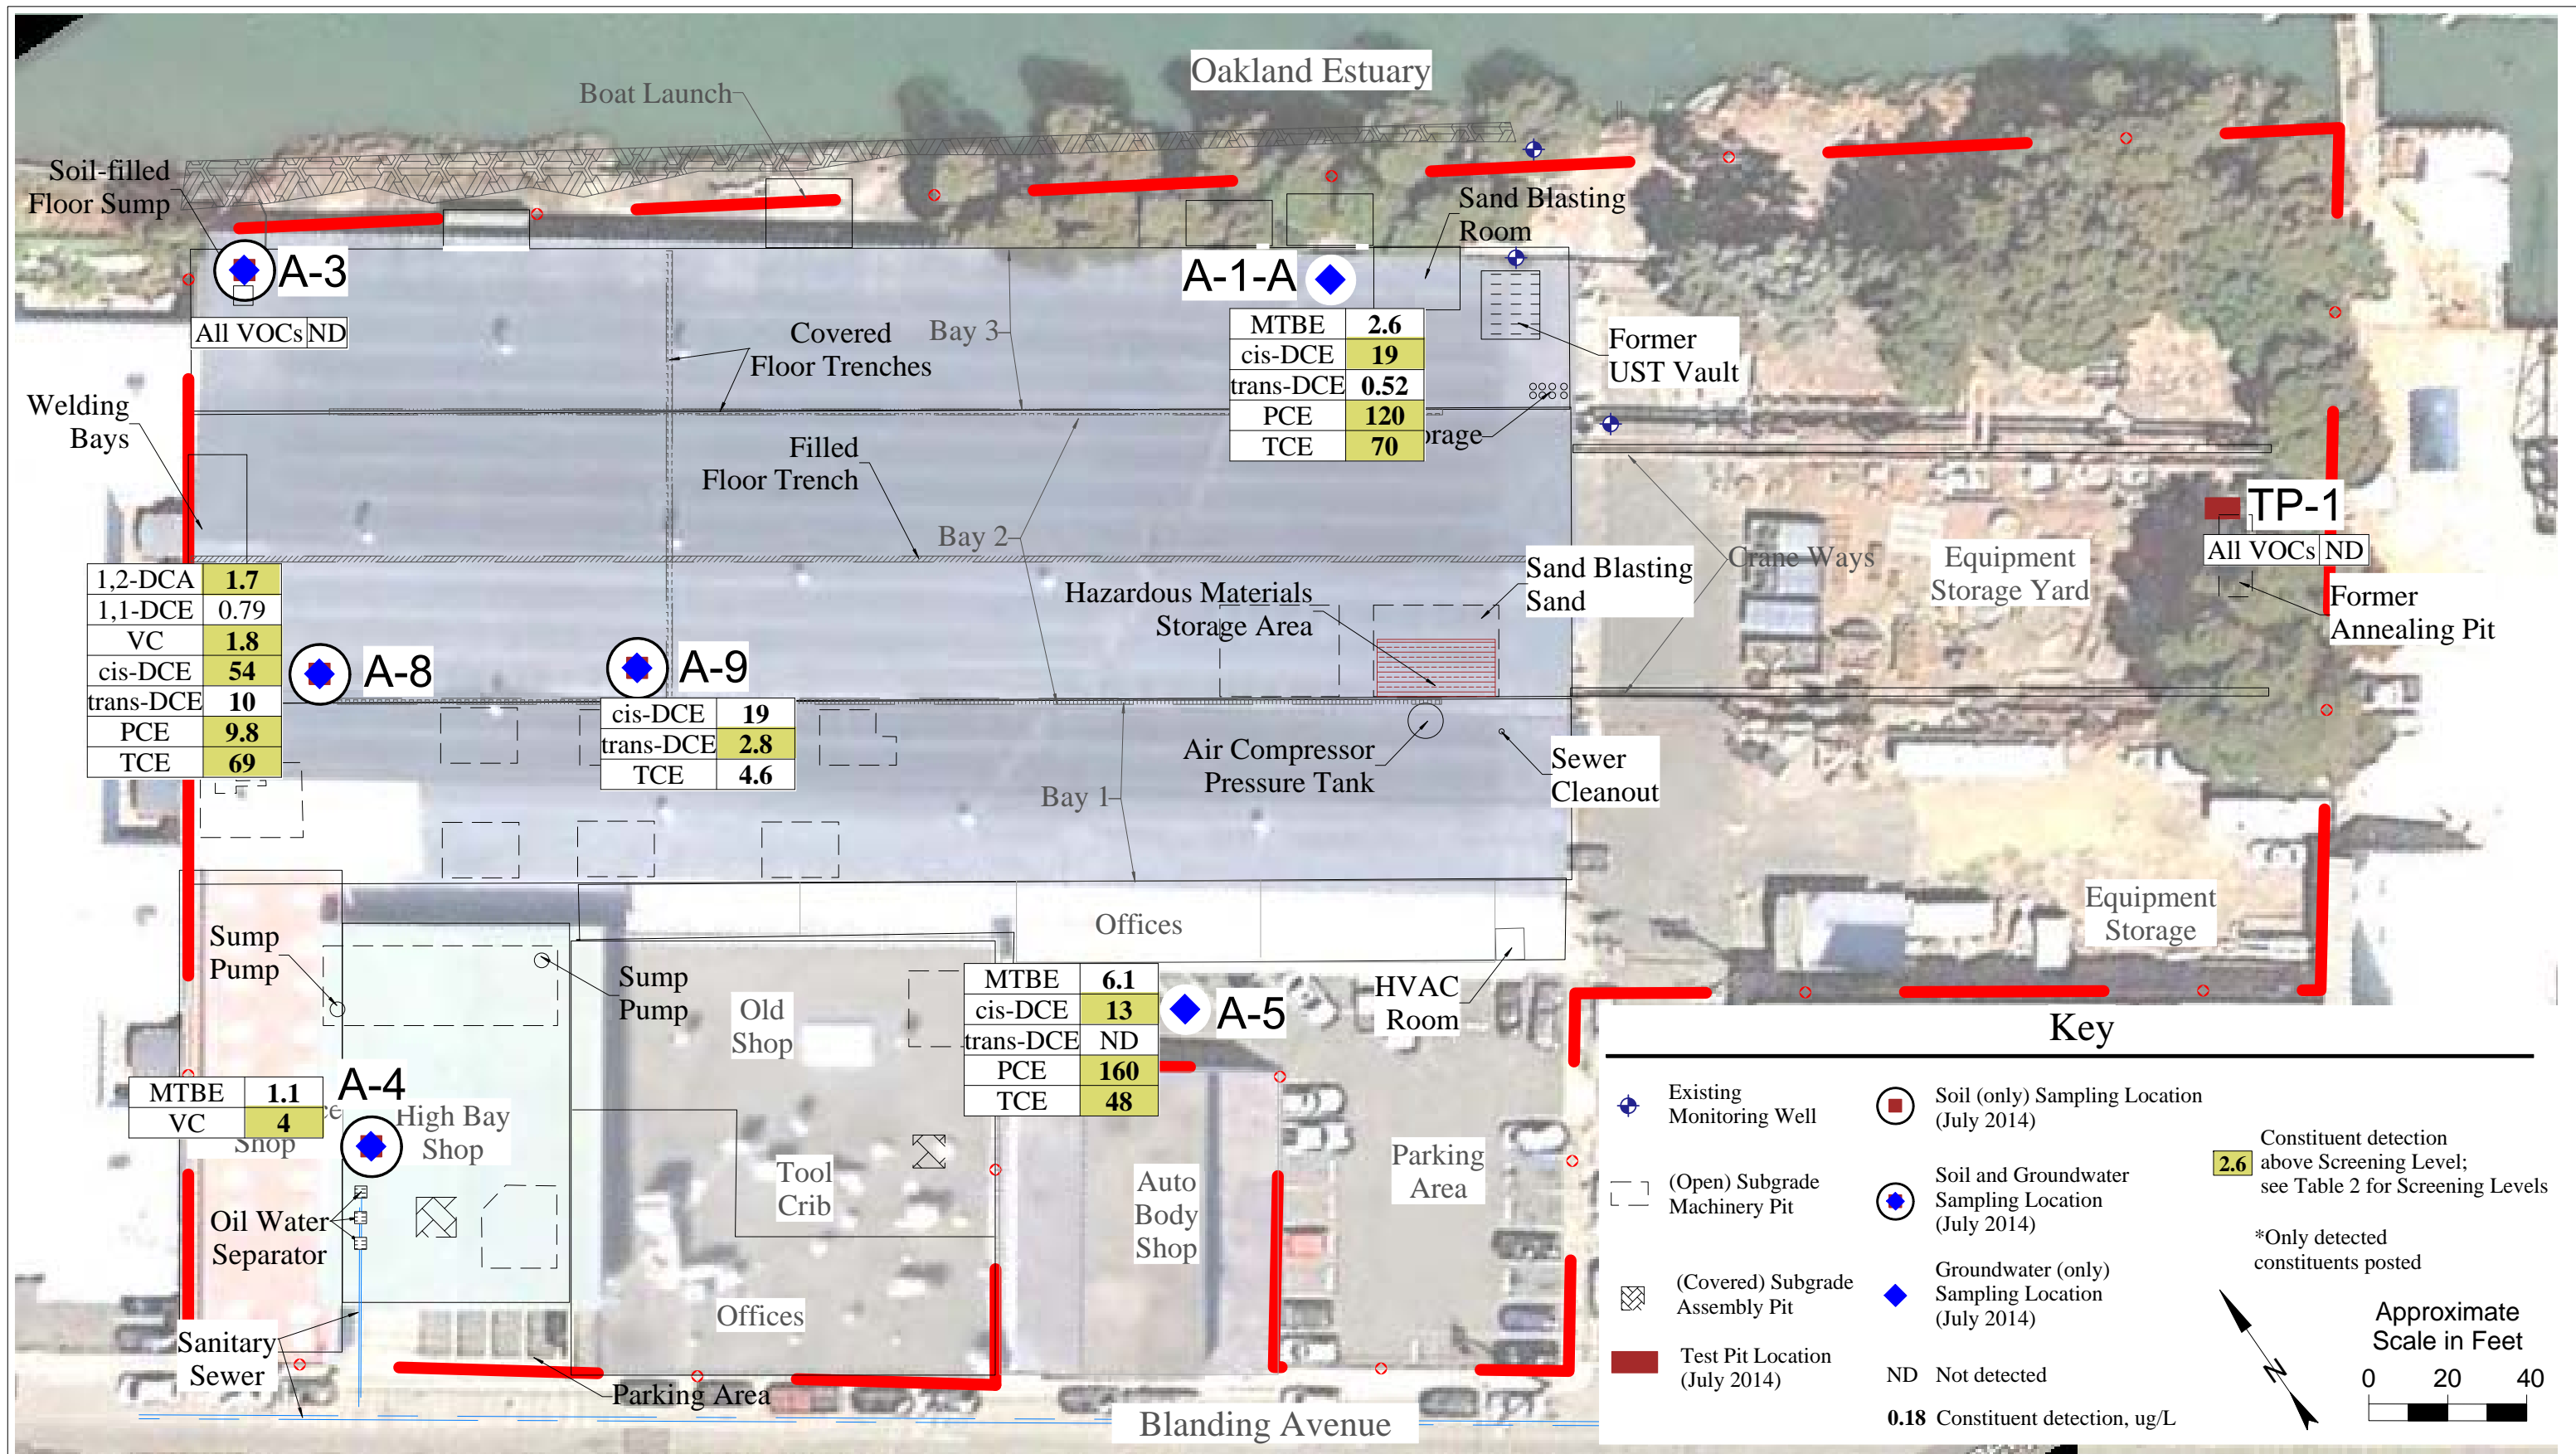 Oakland Estuary
Boat Launch
Soil-filled
Floor Sump
Sand Blasting
Room
A-3
A-1-A
All VOCs ND
Covered
Floor Trenches
Bay 3
MTBE 2.6
cis-DCE 19
trans-DCE 0.52
PCE 120
TCE 70
Former
UST Vault
Welding
Bays
Filled
Floor Trench
Bay 2
TP-1
All VOCs ND
Crane Ways
Equipment
Storage Yard
Former
Annealing Pit
Hazardous Materials
Storage Area
Sand Blasting
Sand
1,2-DCA 1.7
1,1-DCE 0.79
VC 1.8
cis-DCE 54
trans-DCE 10
PCE 9.8
TCE 69
A-8
A-9
cis-DCE 19
trans-DCE 2.8
TCE 4.6
Air Compressor
Pressure Tank
Sewer
Cleanout
Bay 1
Offices
Equipment
Storage
Sump
Pump
Sump
Pump
Old
Shop
MTBE 6.1
cis-DCE 13
trans-DCE ND
PCE 160
TCE 48
A-5
HVAC
Room
MTBE 1.1
VC 4
A-4
Shop
High Bay
Shop
Tool
Crib
Auto
Body
Shop
Parking
Area
Oil Water
Separator
Offices
Sanitary
Sewer
Parking Area
Blanding Avenue
Key
Existing
Monitoring Well
(Open) Subgrade
Machinery Pit
(Covered) Subgrade
Assembly Pit
Test Pit Location
(July 2014)
Soil (only) Sampling Location
(July 2014)
Soil and Groundwater
Sampling Location
(July 2014)
Groundwater (only)
Sampling Location
(July 2014)
ND Not detected
0.18 Constituent detection, ug/L
2.6 Constituent detection
above Screening Level;
see Table 2 for Screening Levels
*Only detected
constituents posted
N
Approximate
Scale in Feet
0 20 40